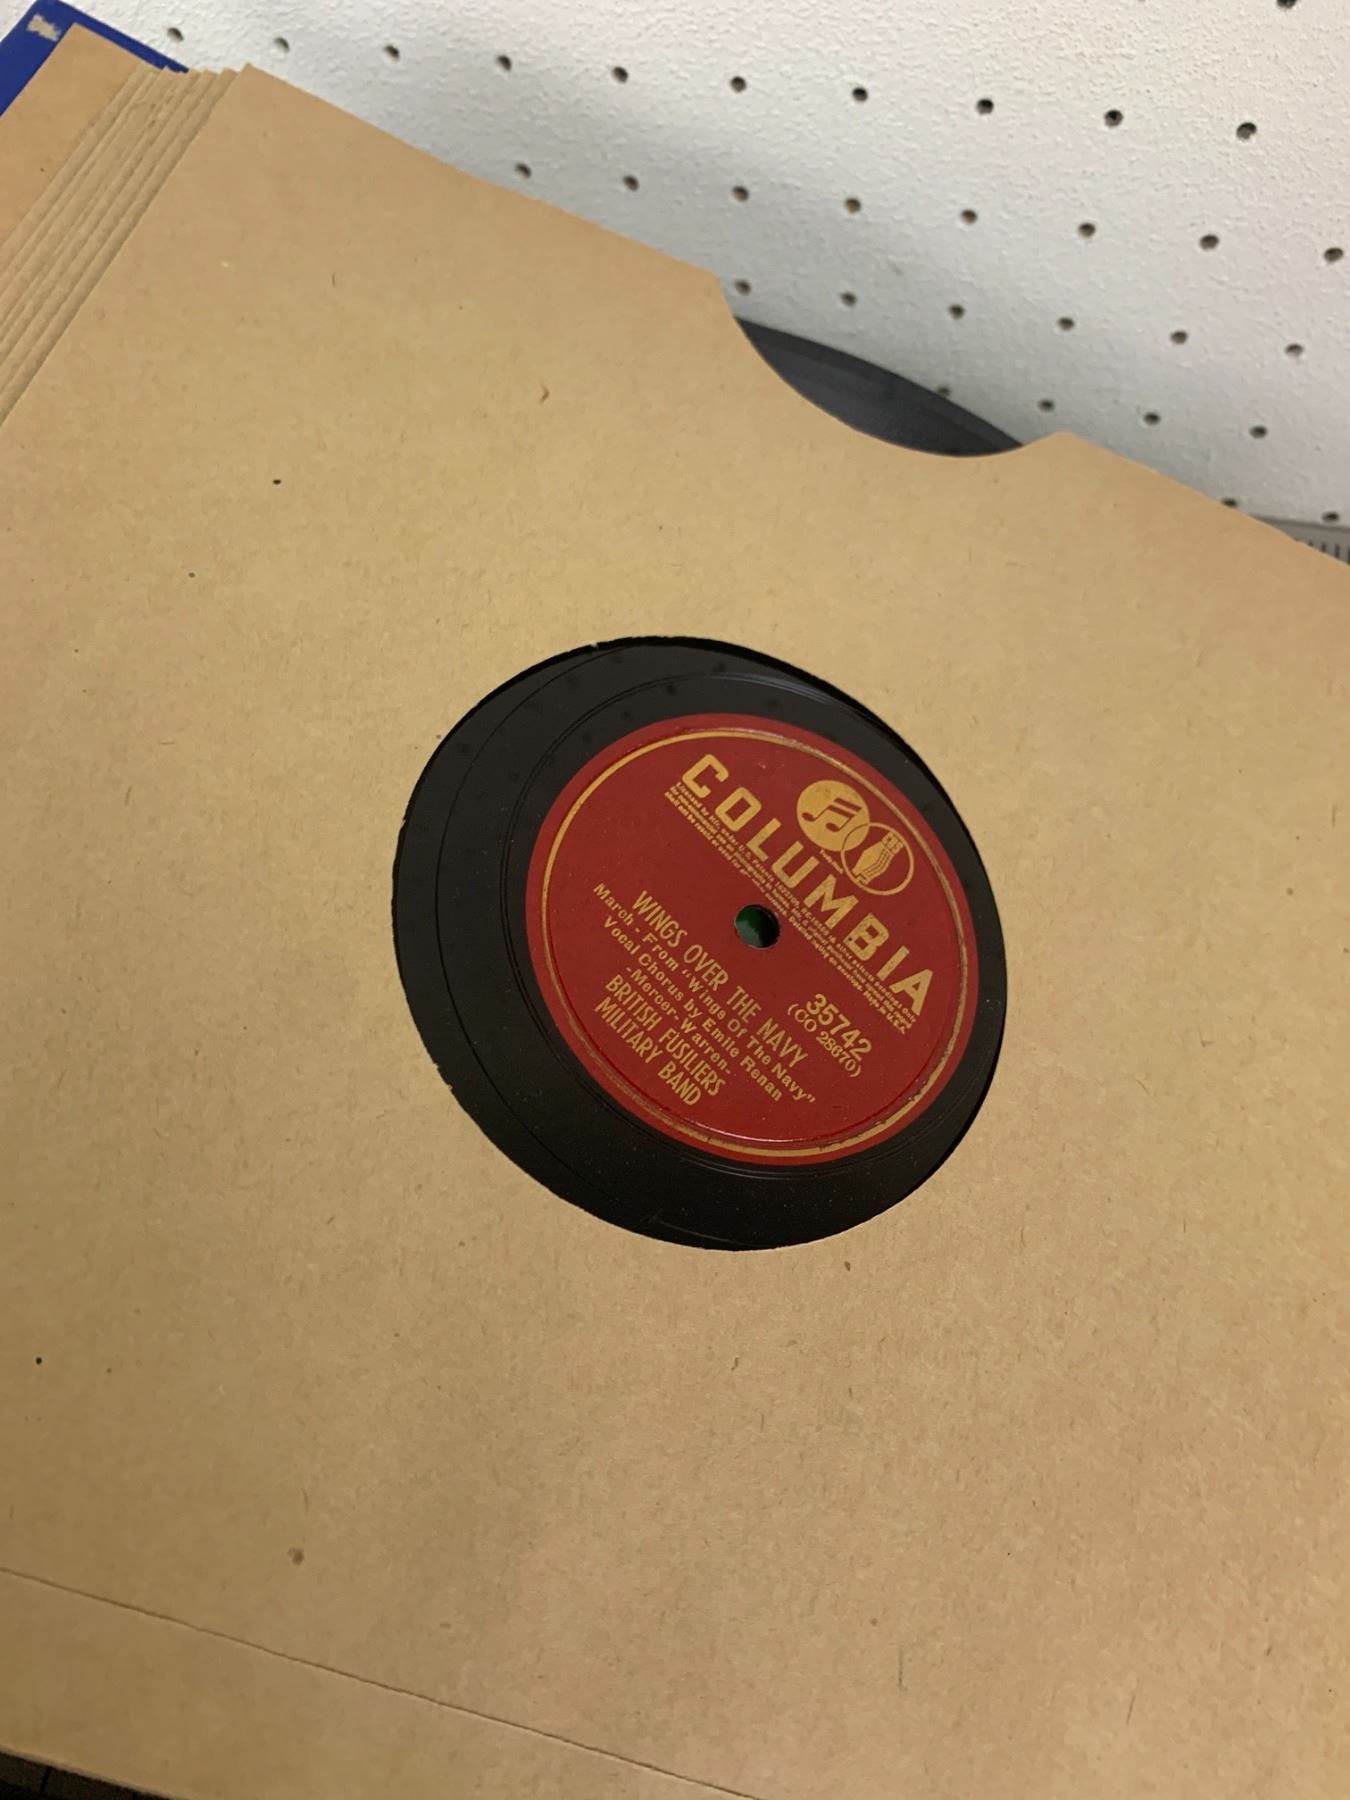 COLUMBIA
35742
(CO 28670)
WINGS OVER THE NAVY
March - From "Wings Of The Navy"
Vocal Chorus by Emile Renan
-Mercer-Warren-
BRITISH FUSILIERS
MILITARY BAND